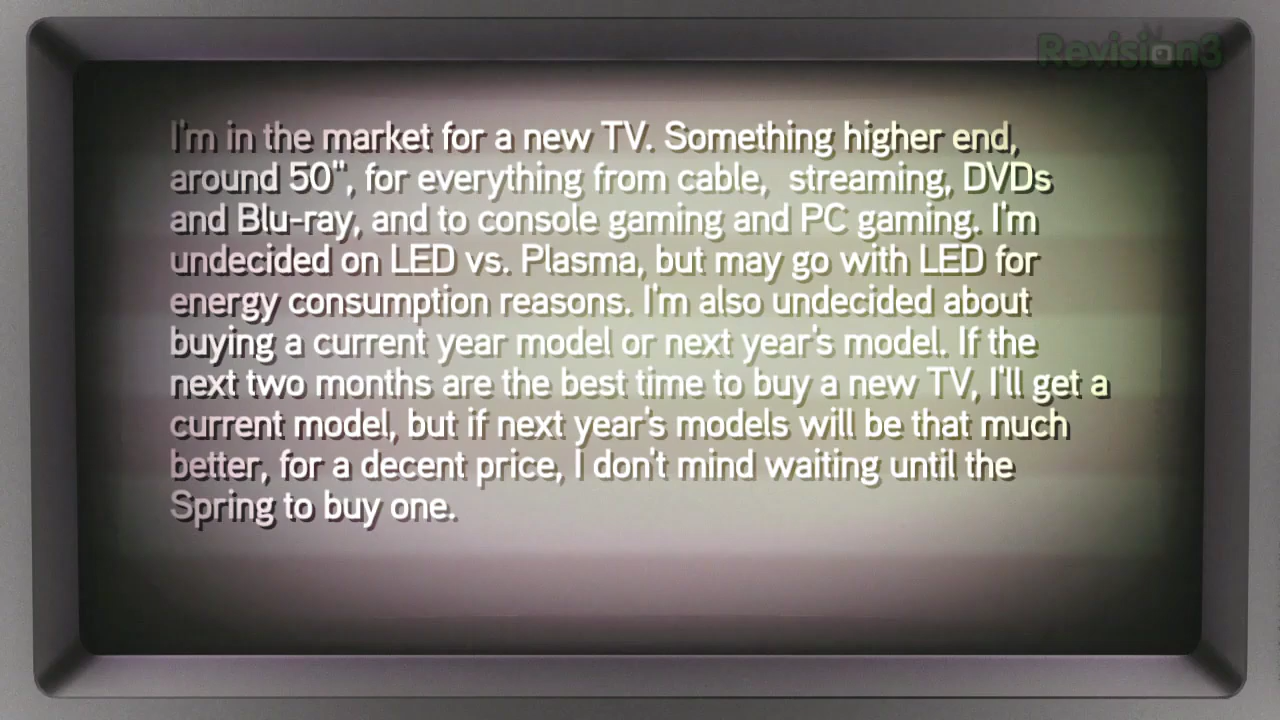 Revision3
I'm in the market for a new TV. Something higher end,
around 50", for everything from cable, streaming, DVDs
and Blu-ray, and to console gaming and PC gaming. I'm
undecided on LED vs. Plasma, but may go with LED for
energy consumption reasons. I'm also undecided about
buying a current year model or next year's model. If the
next two months are the best time to buy a new TV, I'll get a
current model, but if next year's models will be that much
better, for a decent price, I don't mind waiting until the
Spring to buy one.